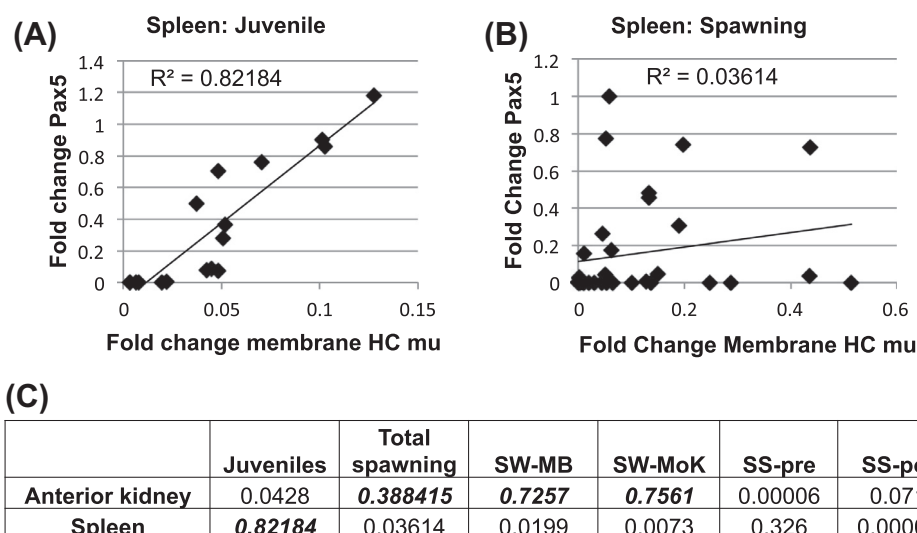 (A)
Spleen: Juvenile
R² = 0.82184
Fold change Pax5
1.4
1.2
1
0.8
0.6
0.4
0.2
0
0 0.05 0.1 0.15
Fold change membrane HC mu
(B)
Spleen: Spawning
R² = 0.03614
Fold Change Pax5
1.2
1
0.8
0.6
0.4
0.2
0
0 0.2 0.4 0.6
Fold Change Membrane HC mu
(C)
Juveniles Total spawning SW-MB SW-MoK SS-pre
Anterior kidney 0.0428 0.388415 0.7257 0.7561 0.00006
Spleen 0.82184 0.03614 0.0199 0.0073 0.326